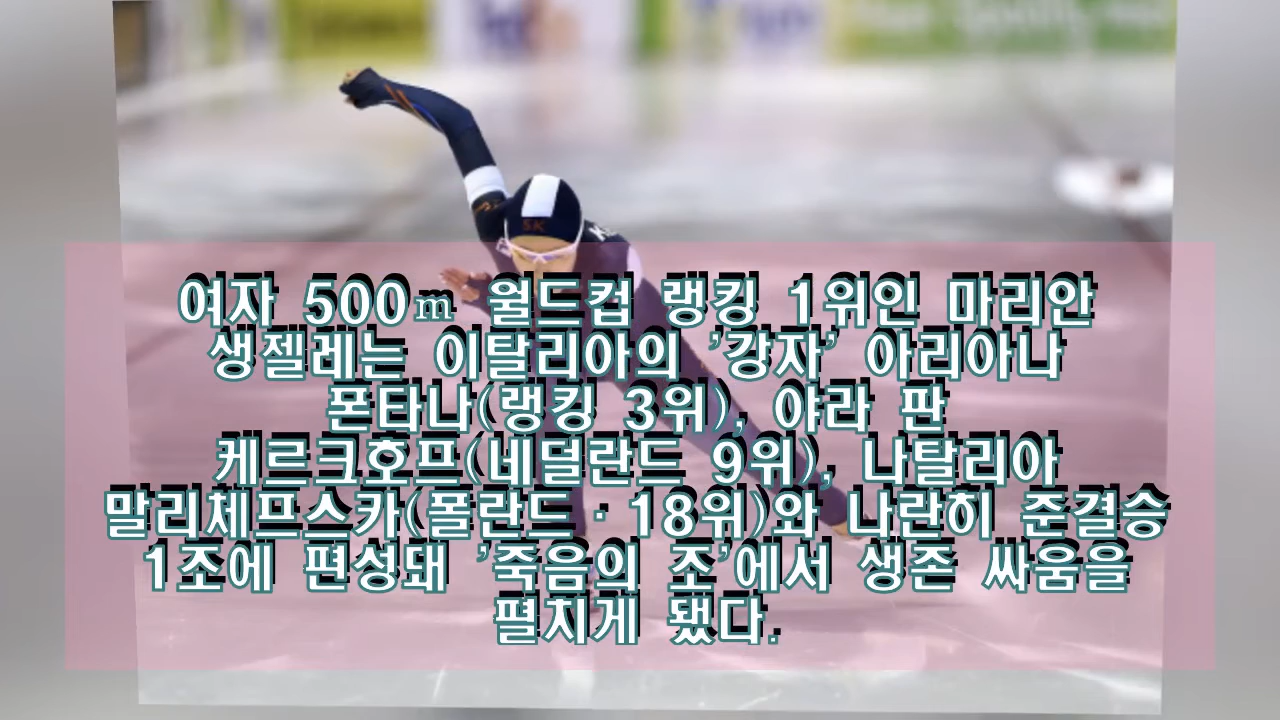 SK
여자 500㎜ 월드컵 랭킹 1위인 마리안
생젤레는 이탈리아의 '강자' 아리아나
폰타나(랭킹 3위), 야라 판
케르크호프(네덜란드 9위), 나탈리아
말리체프스카(폴란드·18위)와 나란히 준결승
1조에 편성돼 '죽음의 조'에서 생존 싸움을
펼치게 됐다.